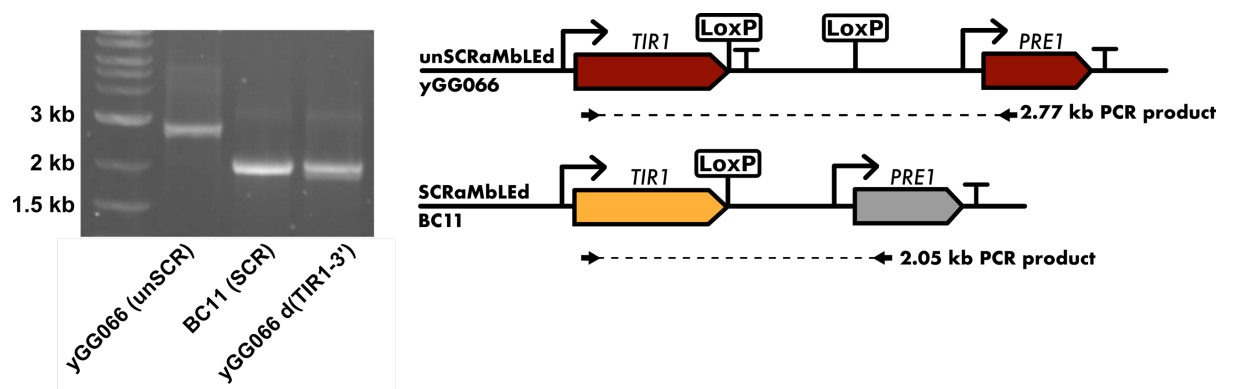 3 kb
2 kb
1.5 kb
yGG066 (unSCR)
BC11 (SCR)
yGG066 d(TIR1-3')
unSCRaMbLEd
yGG066
TIR1
LoxP
T
LoxP
PRE1
T
2.77 kb PCR product
SCRaMbLEd
BC11
TIR1
LoxP
PRE1
T
2.05 kb PCR product